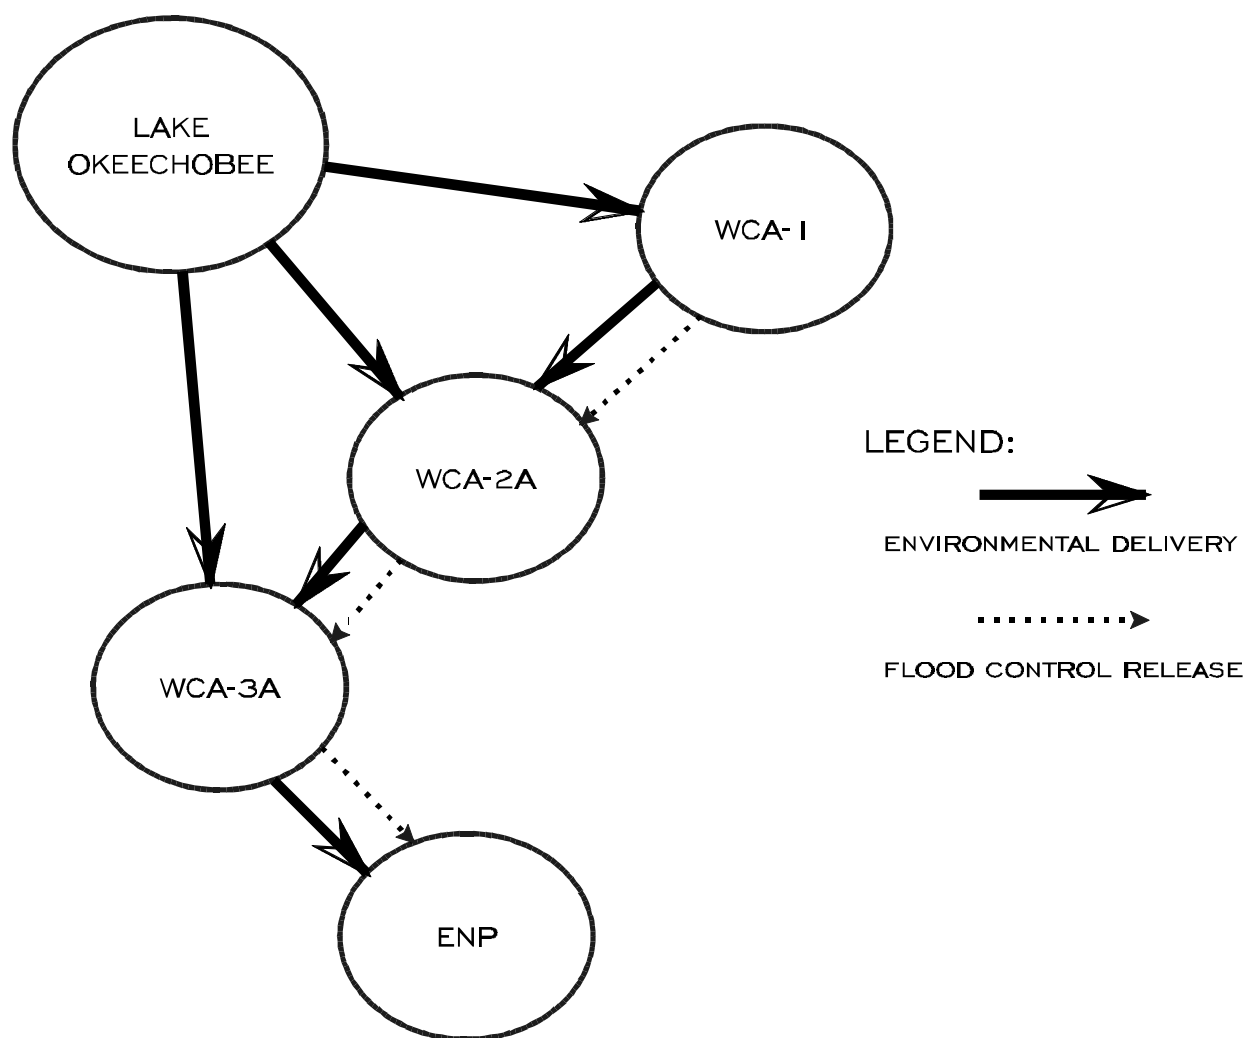 LAKE
OKEECHOBEE
WCA-1
WCA-2A
LEGEND:
ENVIRONMENTAL DELIVERY
FLOOD CONTROL RELEASE
WCA-3A
ENP